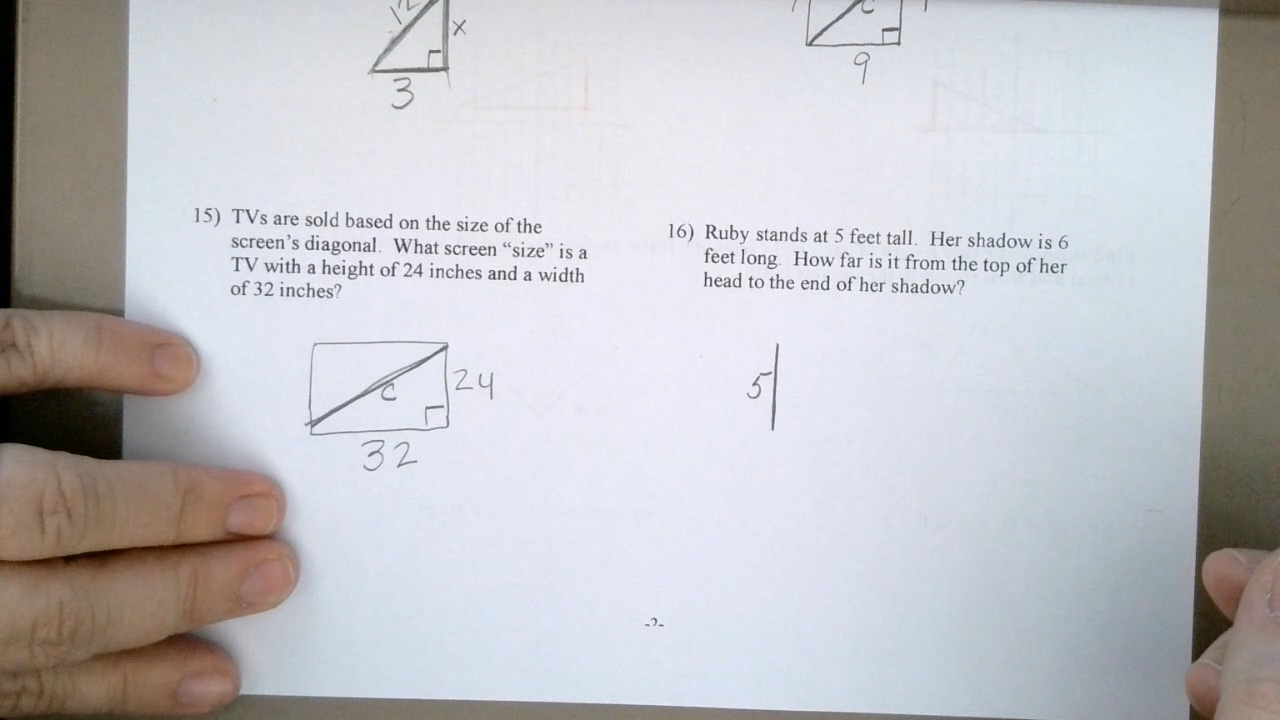 12
x
3
c
9
15) TVs are sold based on the size of the
screen's diagonal. What screen "size" is a
TV with a height of 24 inches and a width
of 32 inches?
c
24
32
16) Ruby stands at 5 feet tall. Her shadow is 6
feet long. How far is it from the top of her
head to the end of her shadow?
5
-2-